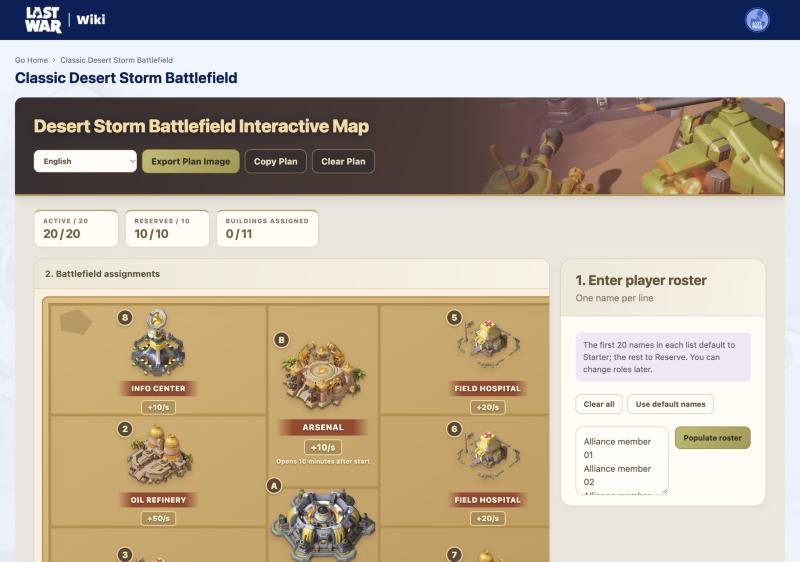 LAST WAR
Wiki
Go Home > Classic Desert Storm Battlefield
Classic Desert Storm Battlefield
Desert Storm Battlefield Interactive Map
English
Export Plan Image
Copy Plan
Clear Plan
ACTIVE / 20
20 / 20
RESERVES / 10
10 / 10
BUILDINGS ASSIGNED
0 / 11
2. Battlefield assignments
8
INFO CENTER
+10/s
B
ARSENAL
+10/s
Opens 10 minutes after start
5
FIELD HOSPITAL
+20/s
2
OIL REFINERY
+50/s
A
6
FIELD HOSPITAL
+20/s
3
7
1. Enter player roster
One name per line
The first 20 names in each list default to
Starter; the rest to Reserve. You can
change roles later.
Clear all
Use default names
Alliance member
01
Alliance member
02
Alliance member
Populate roster